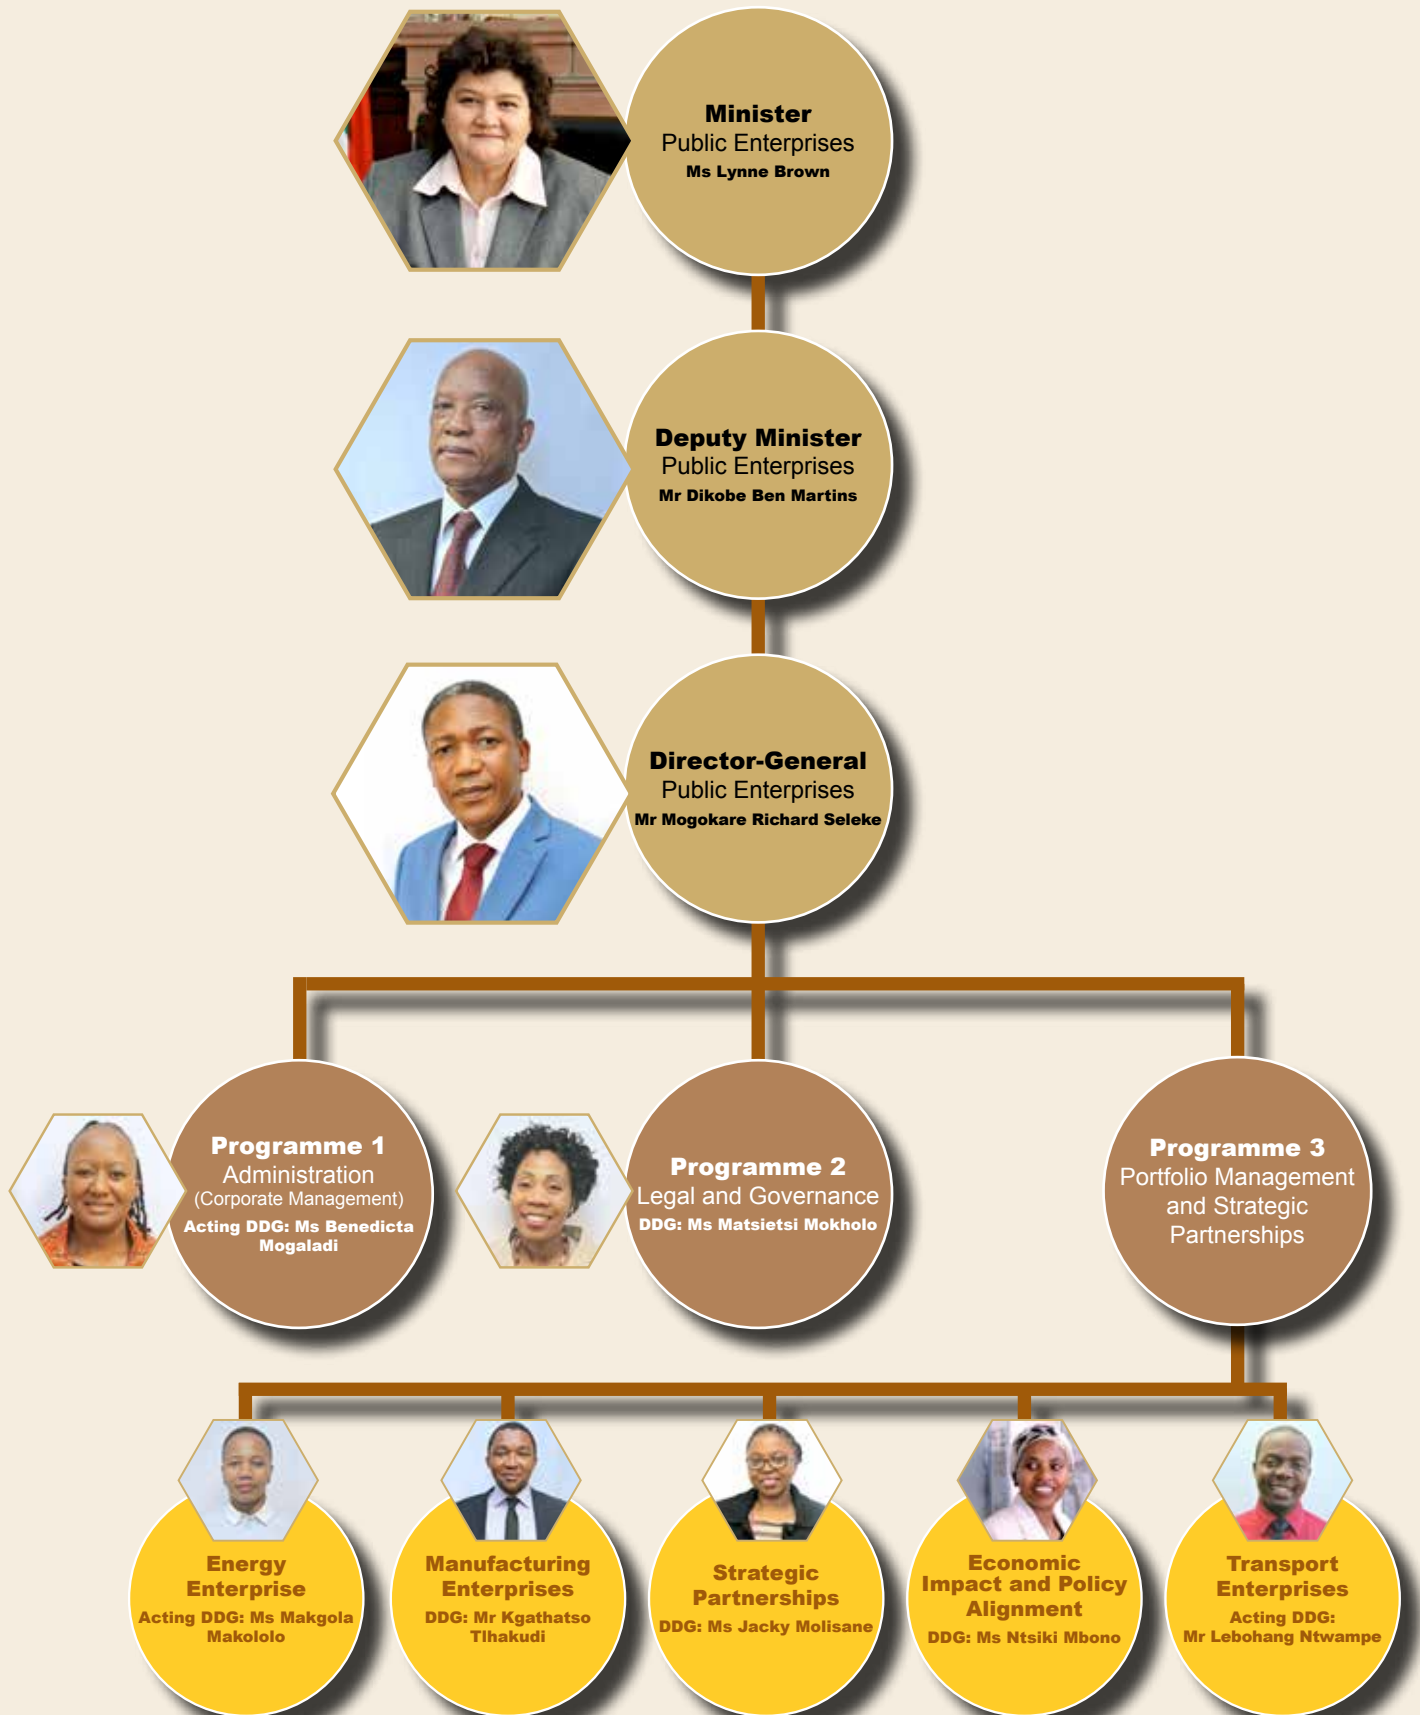 Minister
Public Enterprises
Ms Lynne Brown
Deputy Minister
Public Enterprises
Mr Dikobe Ben Martins
Director-General
Public Enterprises
Mr Mogokare Richard Seleke
Programme 1
Administration
(Corporate Management)
Acting DDG: Ms Benedicta
Mogaladi
Programme 2
Legal and Governance
DDG: Ms Matsietsi Mokholo
Programme 3
Portfolio Management
and Strategic
Partnerships
Energy
Enterprise
Acting DDG: Ms Makgola
Makololo
Manufacturing
Enterprises
DDG: Mr Kgathatso
Tlhakudi
Strategic
Partnerships
DDG: Ms Jacky Molisane
Economic
Impact and Policy
Alignment
DDG: Ms Ntsiki Mbono
Transport
Enterprises
Acting DDG:
Mr Lebohang Ntwampe